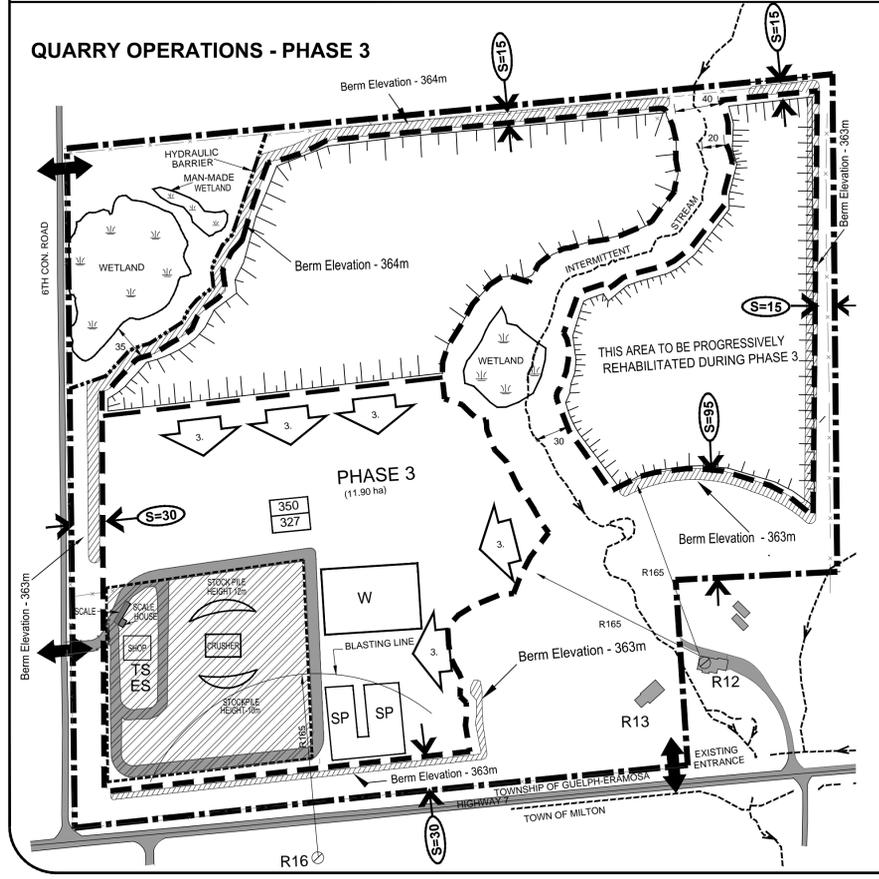 QUARRY OPERATIONS - PHASE 3
S=15
S=15
Berm Elevation - 364m
40
20
HYDRAULIC
BARRIER
MAN-MADE
WETLAND
WETLAND
6TH CON. ROAD
Berm Elevation - 364m
35
INTERMITTENT
STREAM
Berm Elevation - 363m
S=15
WETLAND
THIS AREA TO BE PROGRESSIVELY
REHABILITATED DURING PHASE 3
30
S=95
3.
3.
3.
PHASE 3
(11.90 ha)
350
327
S=30
3.
Berm Elevation - 363m
Berm Elevation - 363m
R165
R165
SCALE
SCALE
HOUSE
SHOP
TS
ES
STOCK PILE
HEIGHT-12m
CRUSHER
STOCKPILE
HEIGHT-10m
W
BLASTING LINE
3.
Berm Elevation - 363m
R12
R13
SP
SP
R165
EXISTING
ENTRANCE
Berm Elevation - 363m
TOWNSHIP OF GUELPH-ERAMOSA
HIGHWAY 7
TOWN OF MILTON
S=30
R16